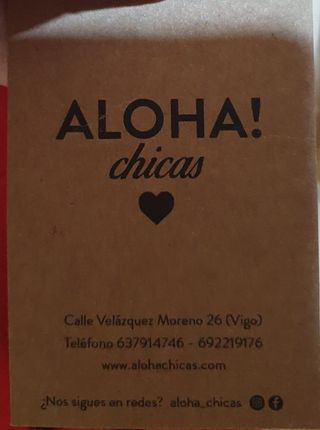 ALOHA!
chicas
Calle Velázquez Moreno 26 (Vigo)
Teléfono 637914746 - 692219176
www.alohachicas.com
¿Nos sigues en redes? aloha_chicas